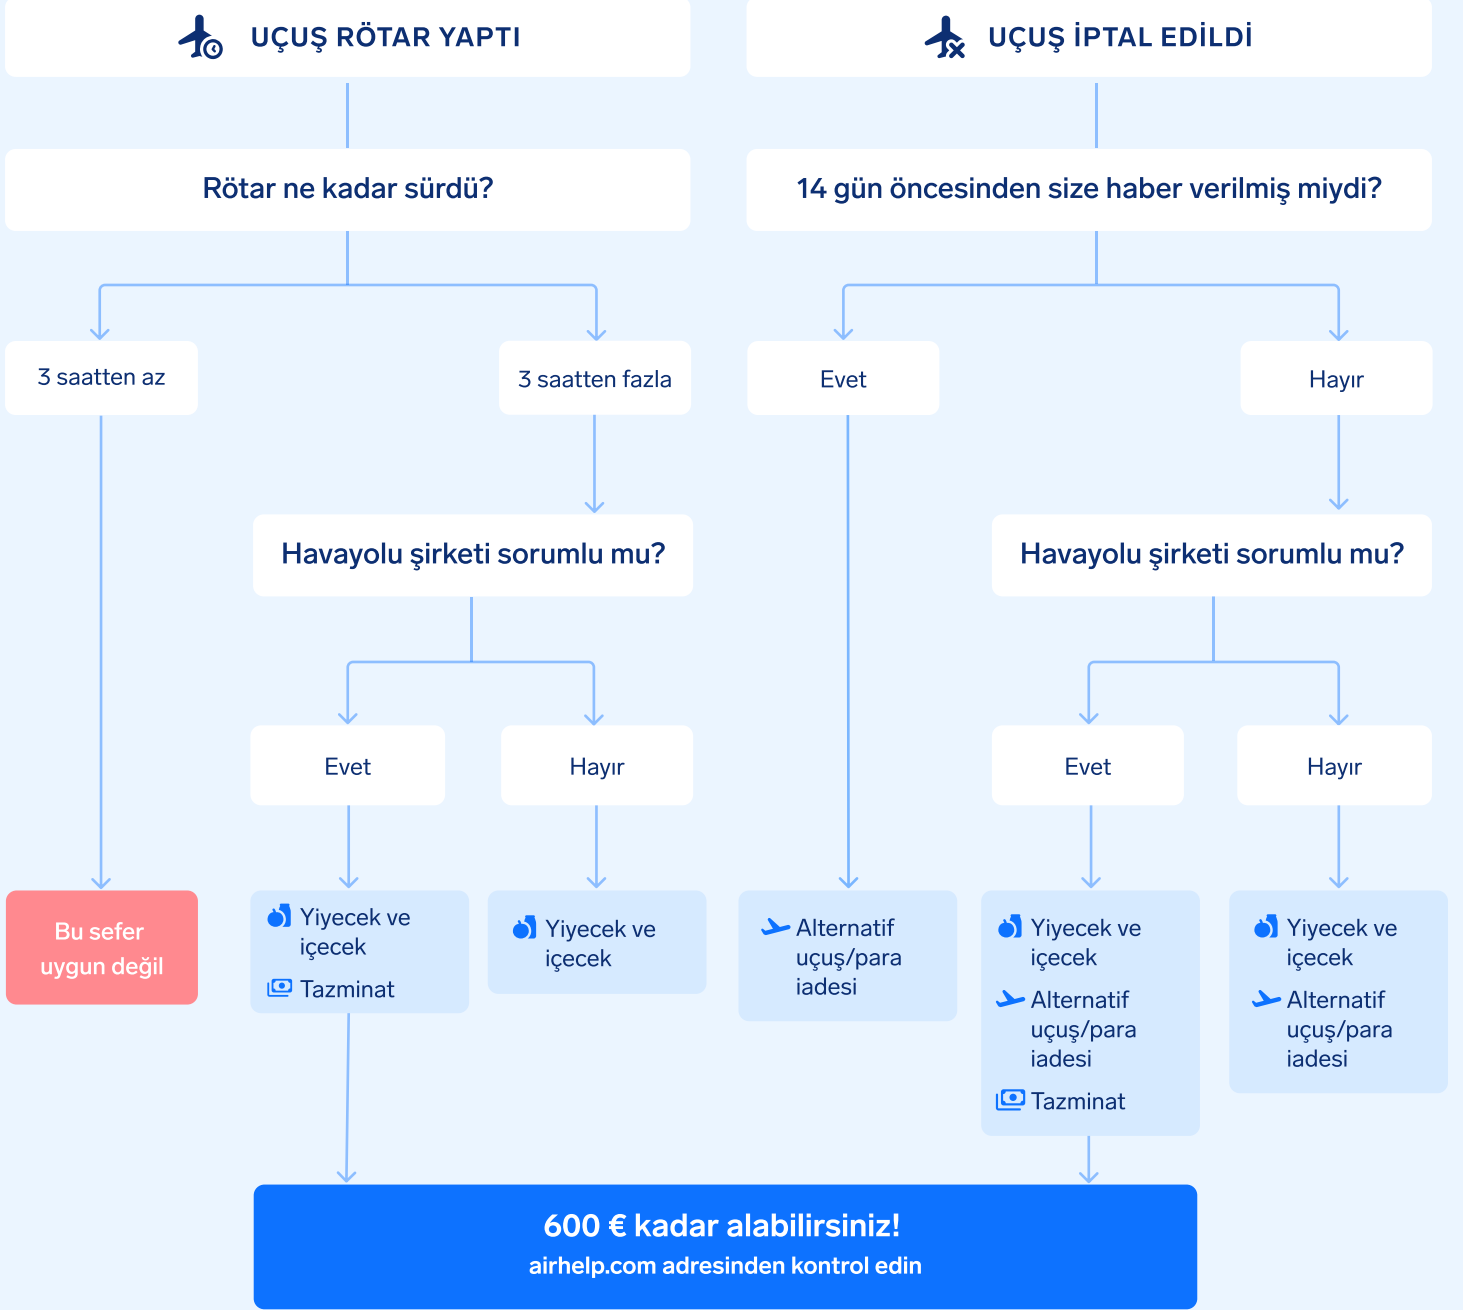 UÇUŞ RÖTAR YAPTI
UÇUŞ İPTAL EDİLDİ
Rötar ne kadar sürdü?
14 gün öncesinden size haber verilmiş miydi?
3 saatten az
3 saatten fazla
Evet
Hayır
Havayolu şirketi sorumlu mu?
Havayolu şirketi sorumlu mu?
Evet
Hayır
Evet
Hayır
Bu sefer
uygun değil
Yiyecek ve
içecek
Tazminat
Yiyecek ve
içecek
Alternatif
uçuş/para
iadesi
Yiyecek ve
içecek
Alternatif
uçuş/para
iadesi
Tazminat
Yiyecek ve
içecek
Alternatif
uçuş/para
iadesi
600 € kadar alabilirsiniz!
airhelp.com adresinden kontrol edin